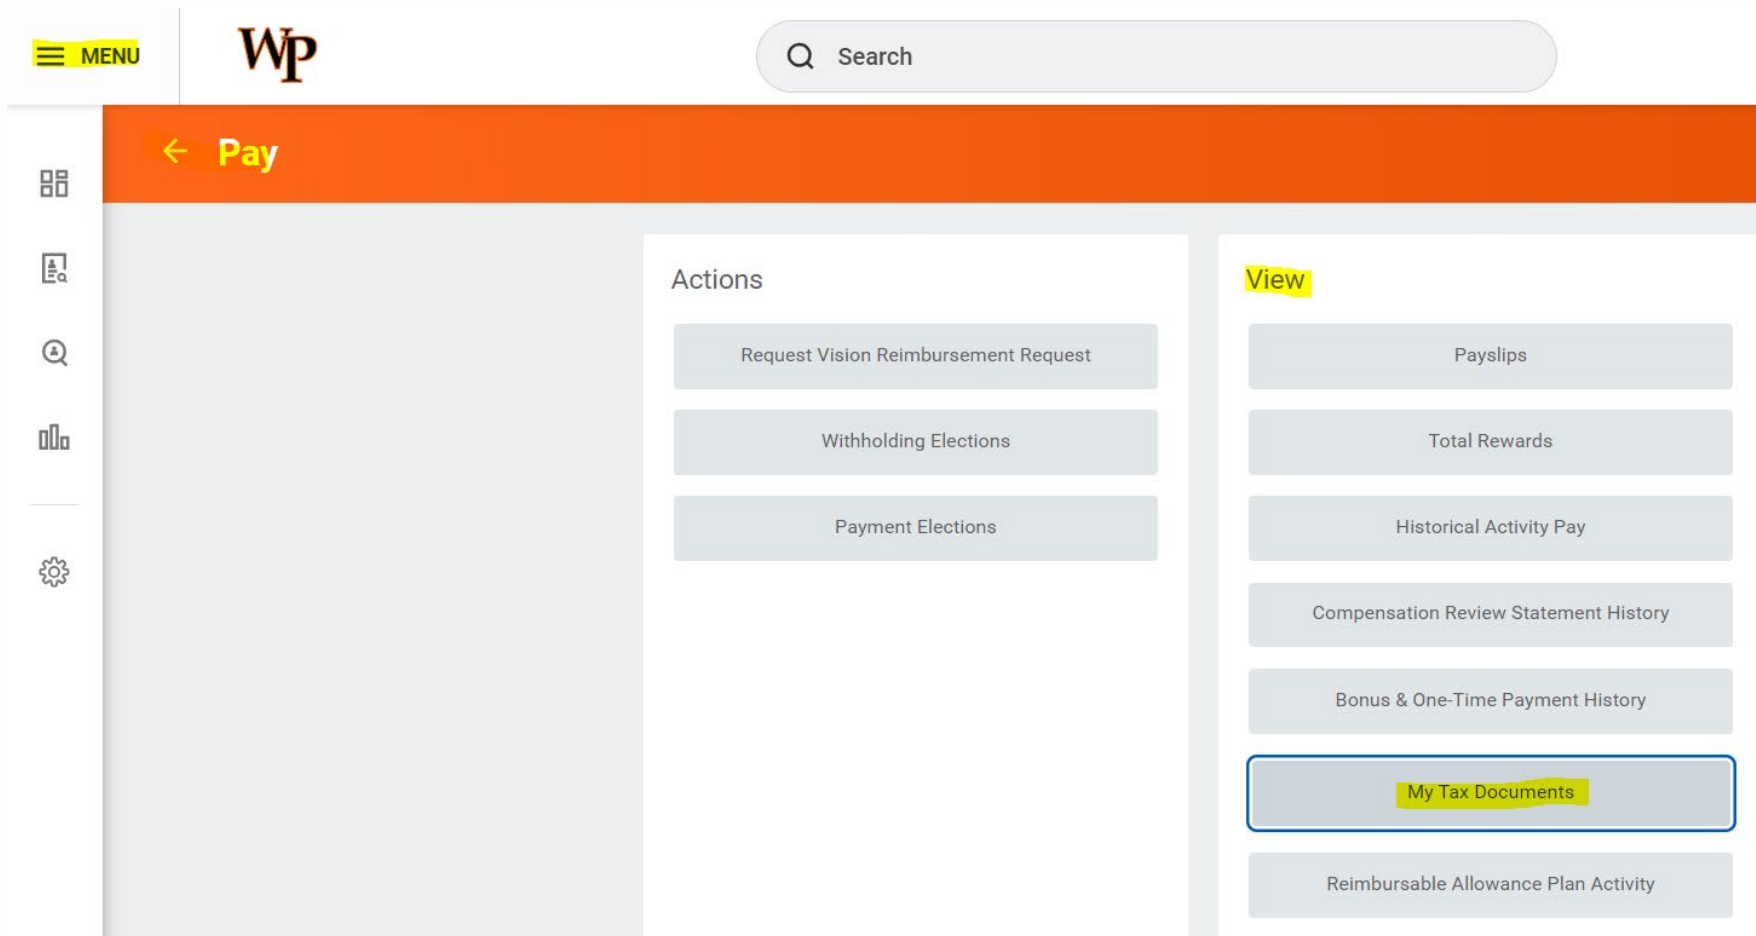 MENU
WP
Search
Pay
Actions
Request Vision Reimbursement Request
Withholding Elections
Payment Elections
View
Payslips
Total Rewards
Historical Activity Pay
Compensation Review Statement History
Bonus & One-Time Payment History
My Tax Documents
Reimbursable Allowance Plan Activity